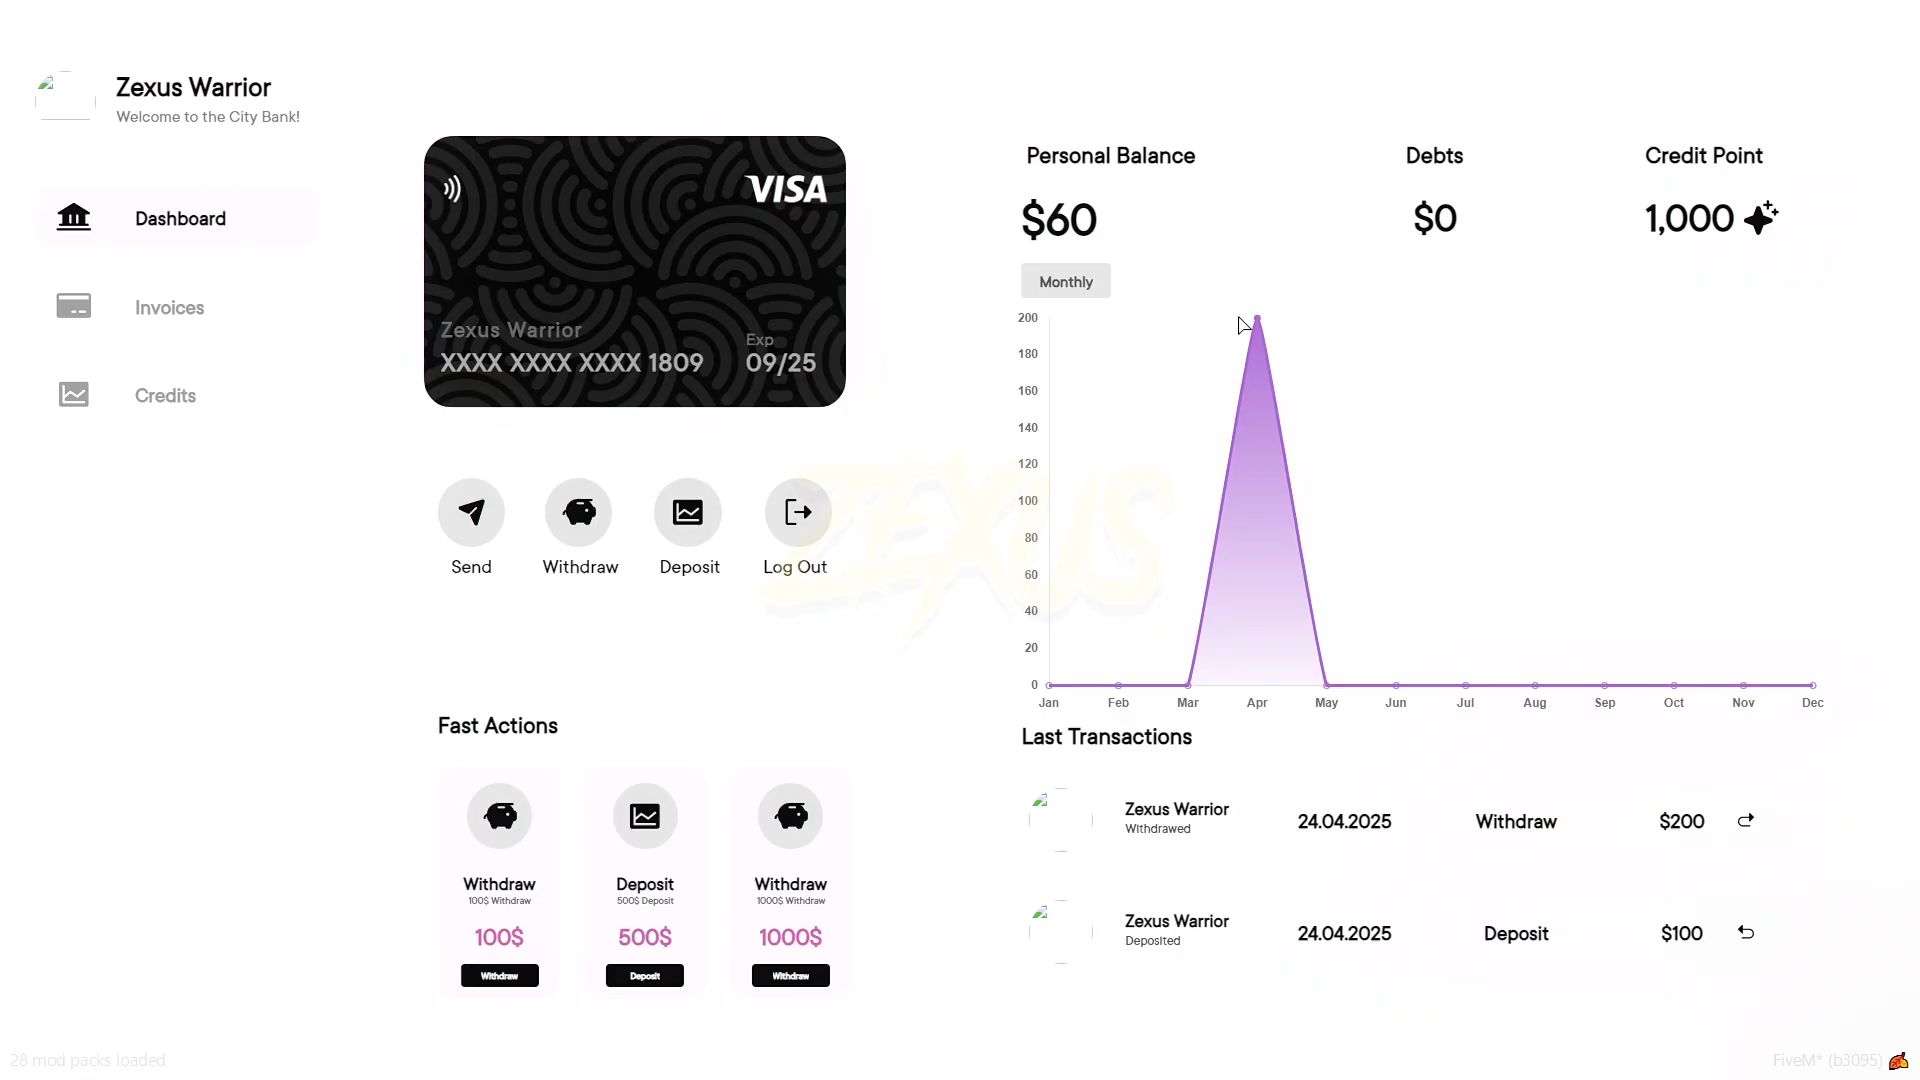 Zexus Warrior
Welcome to the City Bank!
Dashboard
Invoices
Credits
VISA
Zexus Warrior
XXXX XXXX XXXX 1809
Exp
09/25
Send
Withdraw
Deposit
Log Out
ZEXUS
Fast Actions
Withdraw
100$ Withdraw
100$
Withdraw
Deposit
500$ Deposit
500$
Deposit
Withdraw
1000$ Withdraw
1000$
Withdraw
Personal Balance
$60
Debts
$0
Credit Point
1,000
Monthly
200
180
160
140
120
100
80
60
40
20
0
Jan Feb Mar Apr May Jun Jul Aug Sep Oct Nov Dec
Last Transactions
Zexus Warrior
Withdrawed
24.04.2025
Withdraw
$200
Zexus Warrior
Deposited
24.04.2025
Deposit
$100
28 mod packs loaded
FiveM* (b3095)